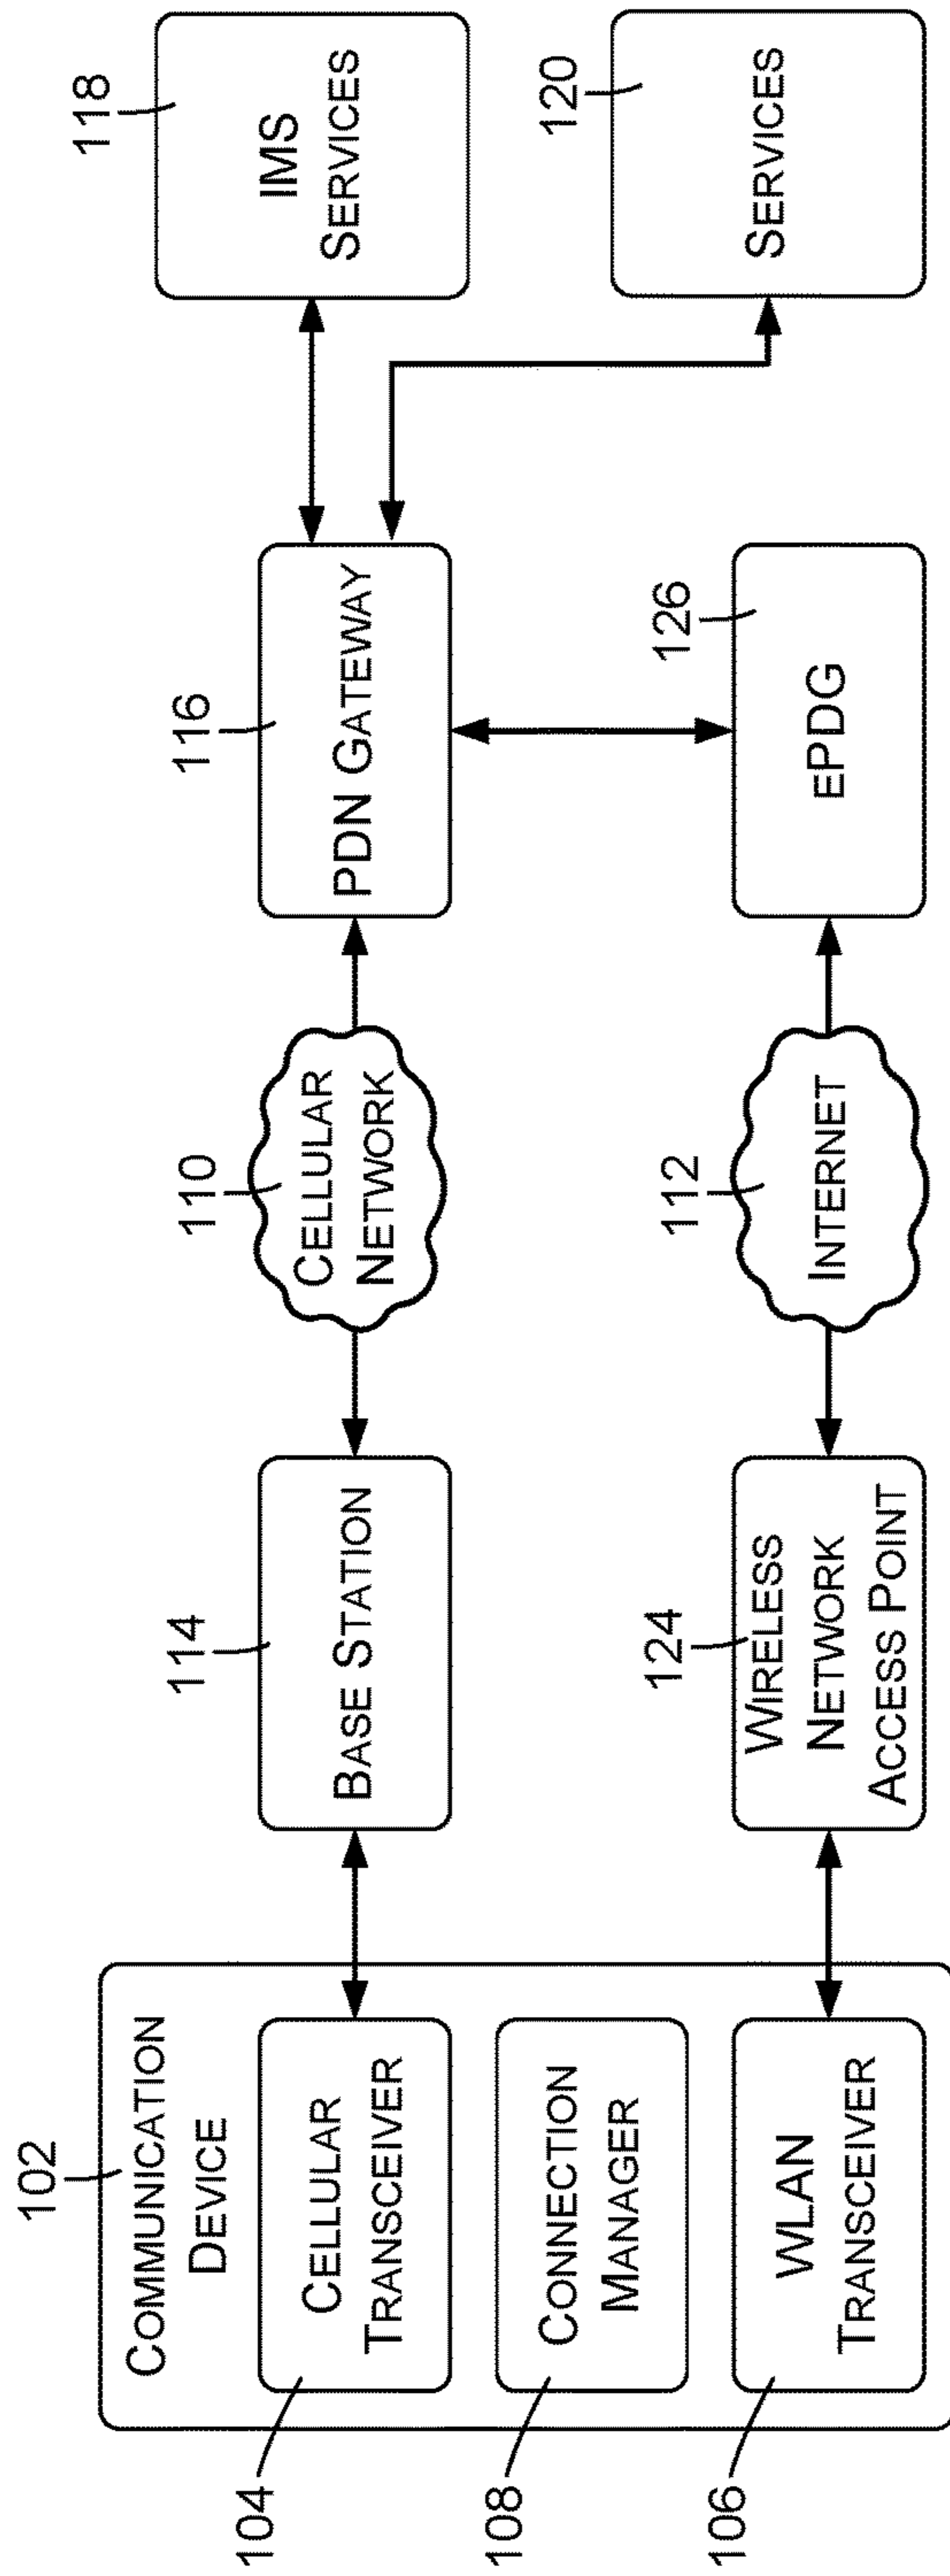 102
COMMUNICATION
DEVICE
104
CELLULAR
TRANSCEIVER
108
CONNECTION
MANAGER
106
WLAN
TRANSCEIVER
114
BASE STATION
124
WIRELESS
NETWORK
ACCESS POINT
110
CELLULAR
NETWORK
112
INTERNET
116
PDN GATEWAY
126
EPDG
118
IMS
SERVICES
120
SERVICES